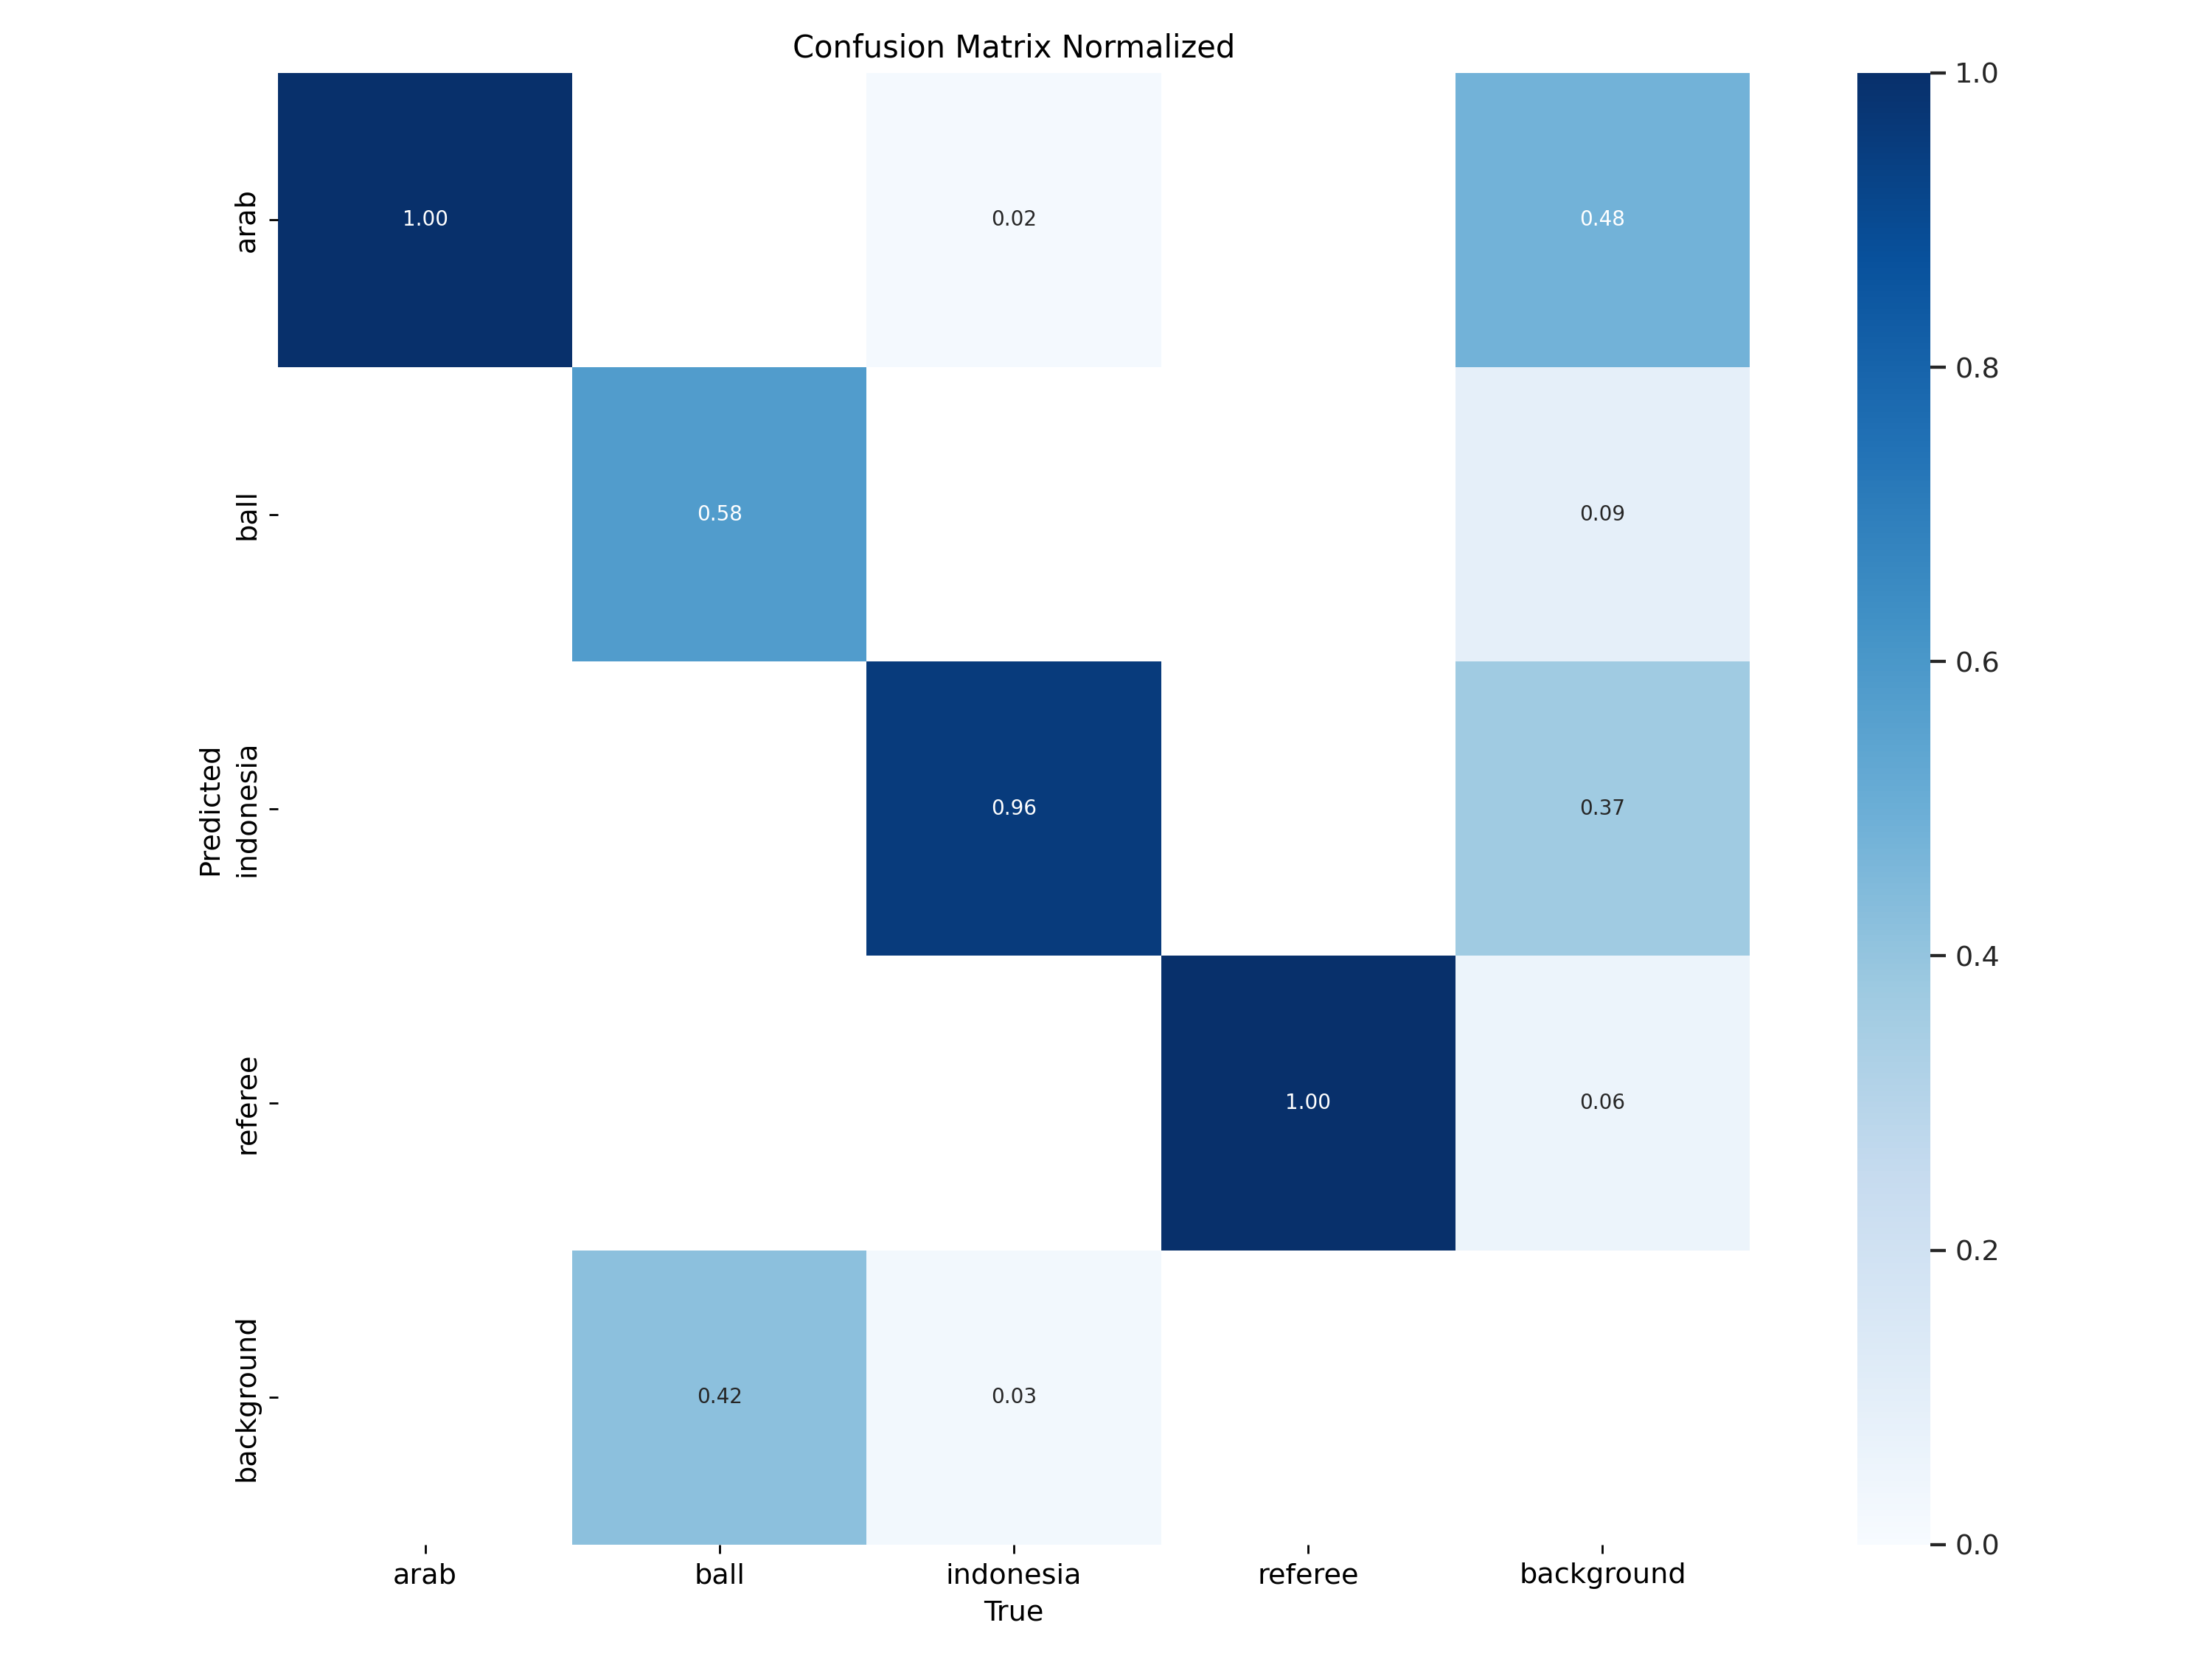 Confusion Matrix Normalized
arab
1.00
0.02
0.48
ball
0.58
0.09
Predicted
indonesia
0.96
0.37
referee
1.00
0.06
background
0.42
0.03
arab
ball
indonesia
referee
background
True
1.0
0.8
0.6
0.4
0.2
0.0